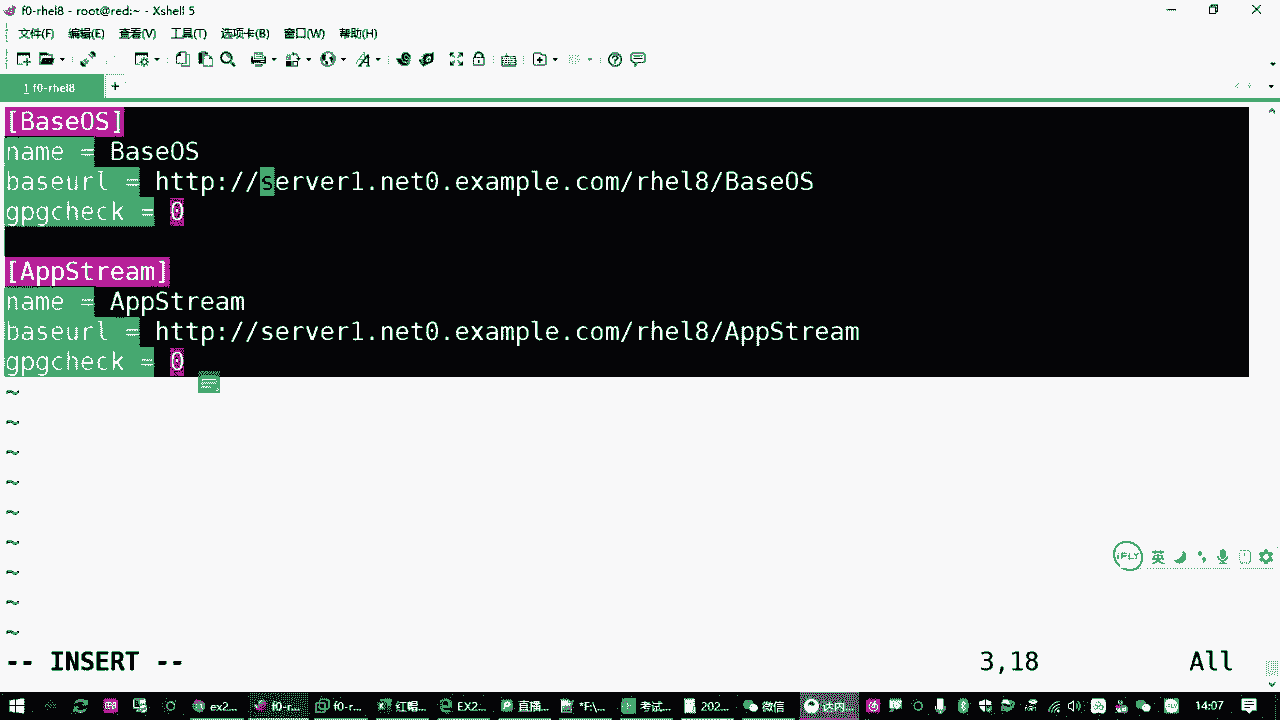 f0-rhel8 - root@red:~ - Xshell 5
文件(F) 编辑(E) 查看(V) 工具(T) 选项卡(B) 窗口(W) 帮助(H)
1 f0-rhel8 +
[BaseOS]
name = BaseOS
baseurl = http://server1.net0.example.com/rhel8/BaseOS
gpgcheck = 0
[AppStream]
name = AppStream
baseurl = http://server1.net0.example.com/rhel8/AppStream
gpgcheck = 0
~
~
~
~
~
~
~
~
~
iFLY 英
-- INSERT -- 3,18 All
ex2... f0-r... f0-r... 红帽... EX2... 直播... *F:\... 考试... 202... 微信 达内 14:07